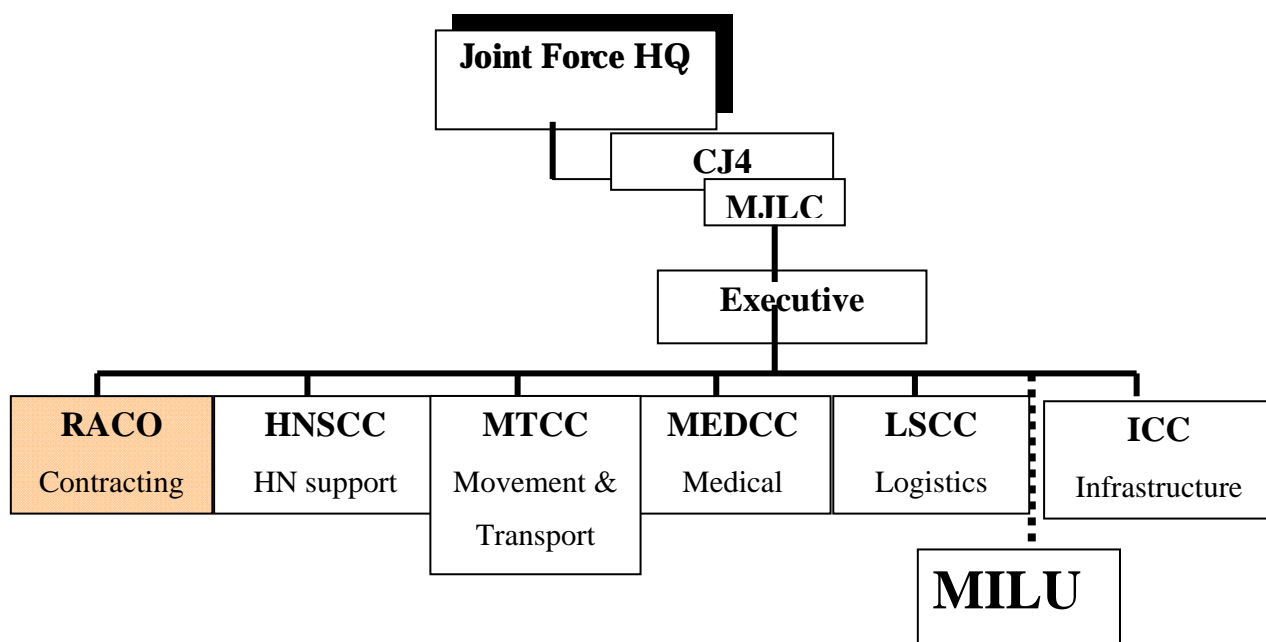 Joint Force HQ
CJ4
MJLC
Executive
RACO
Contracting
HNSCC
HN support
MTCC
Movement &
Transport
MEDCC
Medical
LSCC
Logistics
ICC
Infrastructure
MILU